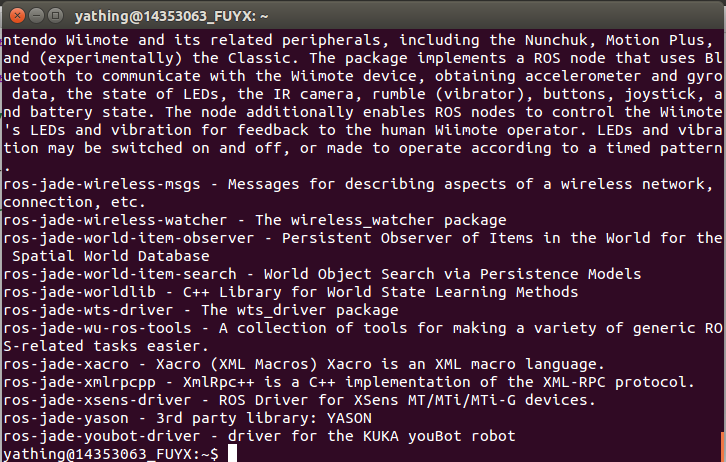 yathing@14353063_FUYX: ~
ntendo Wiimote and its related peripherals, including the Nunchuk, Motion Plus,
and (experimentally) the Classic. The package implements a ROS node that uses Bl
uetooth to communicate with the Wiimote device, obtaining accelerometer and gyro
 data, the state of LEDs, the IR camera, rumble (vibrator), buttons, joystick, a
nd battery state. The node additionally enables ROS nodes to control the Wiimote
's LEDs and vibration for feedback to the human Wiimote operator. LEDs and vibra
tion may be switched on and off, or made to operate according to a timed pattern
.
ros-jade-wireless-msgs - Messages for describing aspects of a wireless network,
connection, etc.
ros-jade-wireless-watcher - The wireless_watcher package
ros-jade-world-item-observer - Persistent Observer of Items in the World for the
 Spatial World Database
ros-jade-world-item-search - World Object Search via Persistence Models
ros-jade-worldlib - C++ Library for World State Learning Methods
ros-jade-wts-driver - The wts_driver package
ros-jade-wu-ros-tools - A collection of tools for making a variety of generic RO
S-related tasks easier.
ros-jade-xacro - Xacro (XML Macros) Xacro is an XML macro language.
ros-jade-xmlrpcpp - XmlRpc++ is a C++ implementation of the XML-RPC protocol.
ros-jade-xsens-driver - ROS Driver for XSens MT/MTi/MTi-G devices.
ros-jade-yason - 3rd party library: YASON
ros-jade-youbot-driver - driver for the KUKA youBot robot
yathing@14353063_FUYX:~$